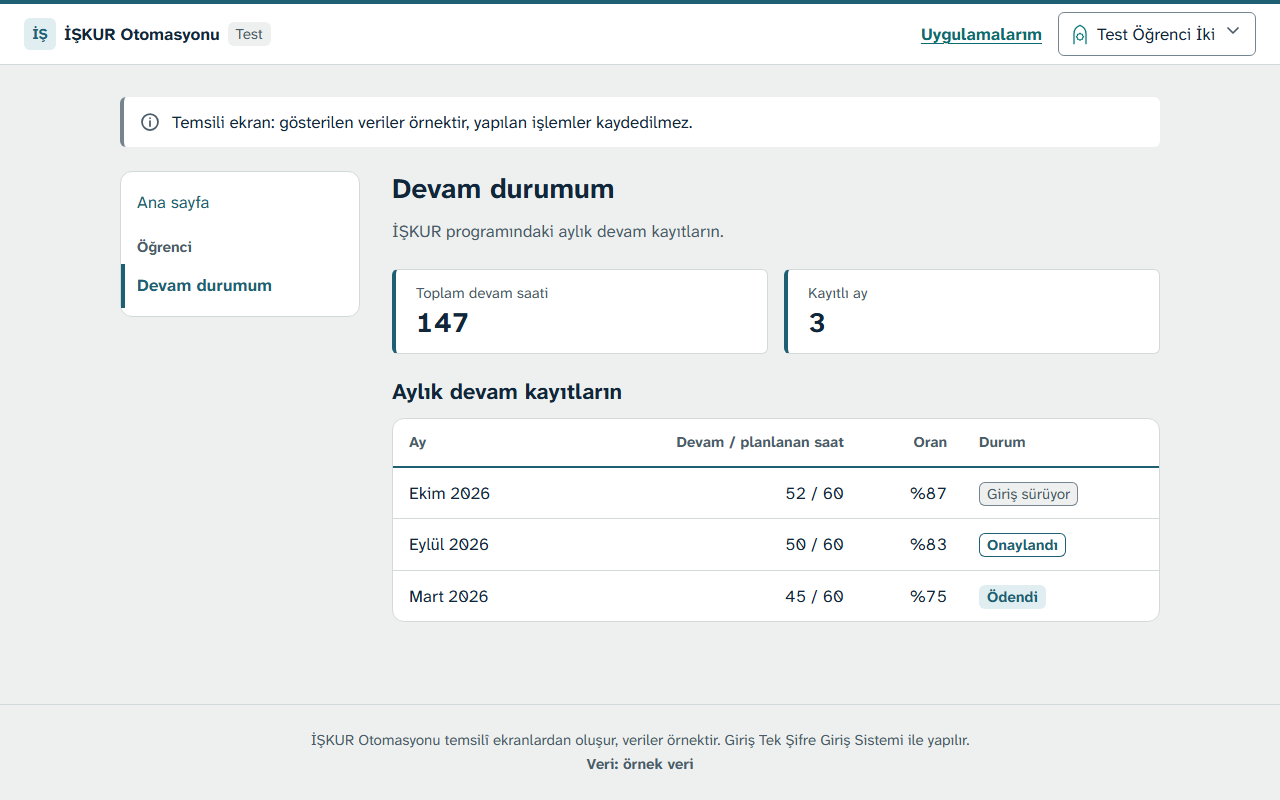 İŞ İŞKUR Otomasyonu Test
Uygulamalarım
Test Öğrenci İki
Temsili ekran: gösterilen veriler örnektir, yapılan işlemler kaydedilmez.
Ana sayfa
Öğrenci
Devam durumum
Devam durumum
İŞKUR programındaki aylık devam kayıtların.
Toplam devam saati
147
Kayıtlı ay
3
Aylık devam kayıtların
Ay Devam / planlanan saat Oran Durum
Ekim 2026 52 / 60 %87 Giriş sürüyor
Eylül 2026 50 / 60 %83 Onaylandı
Mart 2026 45 / 60 %75 Ödendi
İŞKUR Otomasyonu temsilî ekranlardan oluşur, veriler örnektir. Giriş Tek Şifre Giriş Sistemi ile yapılır.
Veri: örnek veri